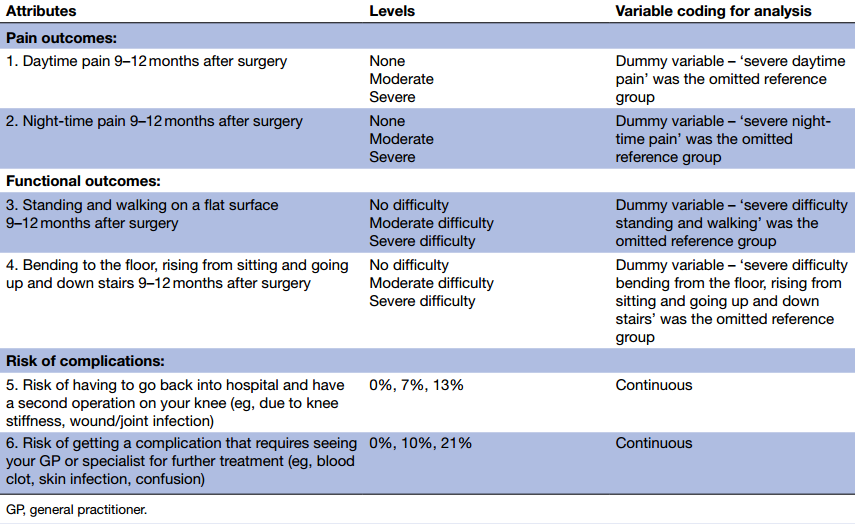 Attributes Levels Variable coding for analysis
Pain outcomes:
1. Daytime pain 9–12 months after surgery None Dummy variable – ‘severe daytime
Moderate pain’ was the omitted reference
Severe group
2. Night-time pain 9–12 months after surgery None Dummy variable – ‘severe night-
Moderate time pain’ was the omitted
Severe reference group
Functional outcomes:
3. Standing and walking on a flat surface No difficulty Dummy variable – ‘severe difficulty
9–12 months after surgery Moderate difficulty standing and walking’ was the
Severe difficulty omitted reference group
4. Bending to the floor, rising from sitting and going No difficulty Dummy variable – ‘severe difficulty
up and down stairs 9–12 months after surgery Moderate difficulty bending from the floor, rising from
Severe difficulty sitting and going up and down
stairs’ was the omitted reference
group
Risk of complications:
5. Risk of having to go back into hospital and have 0%, 7%, 13% Continuous
a second operation on your knee (eg, due to knee
stiffness, wound/joint infection)
6. Risk of getting a complication that requires seeing 0%, 10%, 21% Continuous
your GP or specialist for further treatment (eg, blood
clot, skin infection, confusion)
GP, general practitioner.